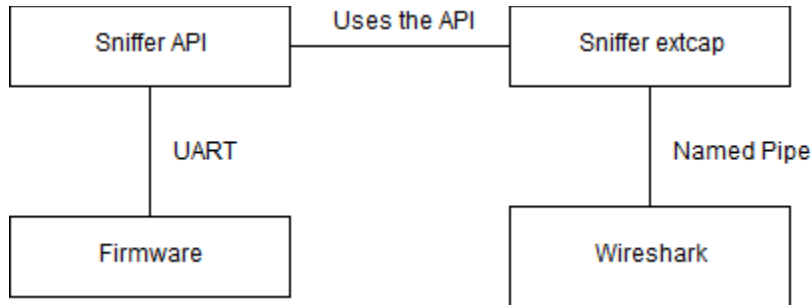 Uses the API
Sniffer API
Sniffer extcap
UART
Named Pipe
Firmware
Wireshark